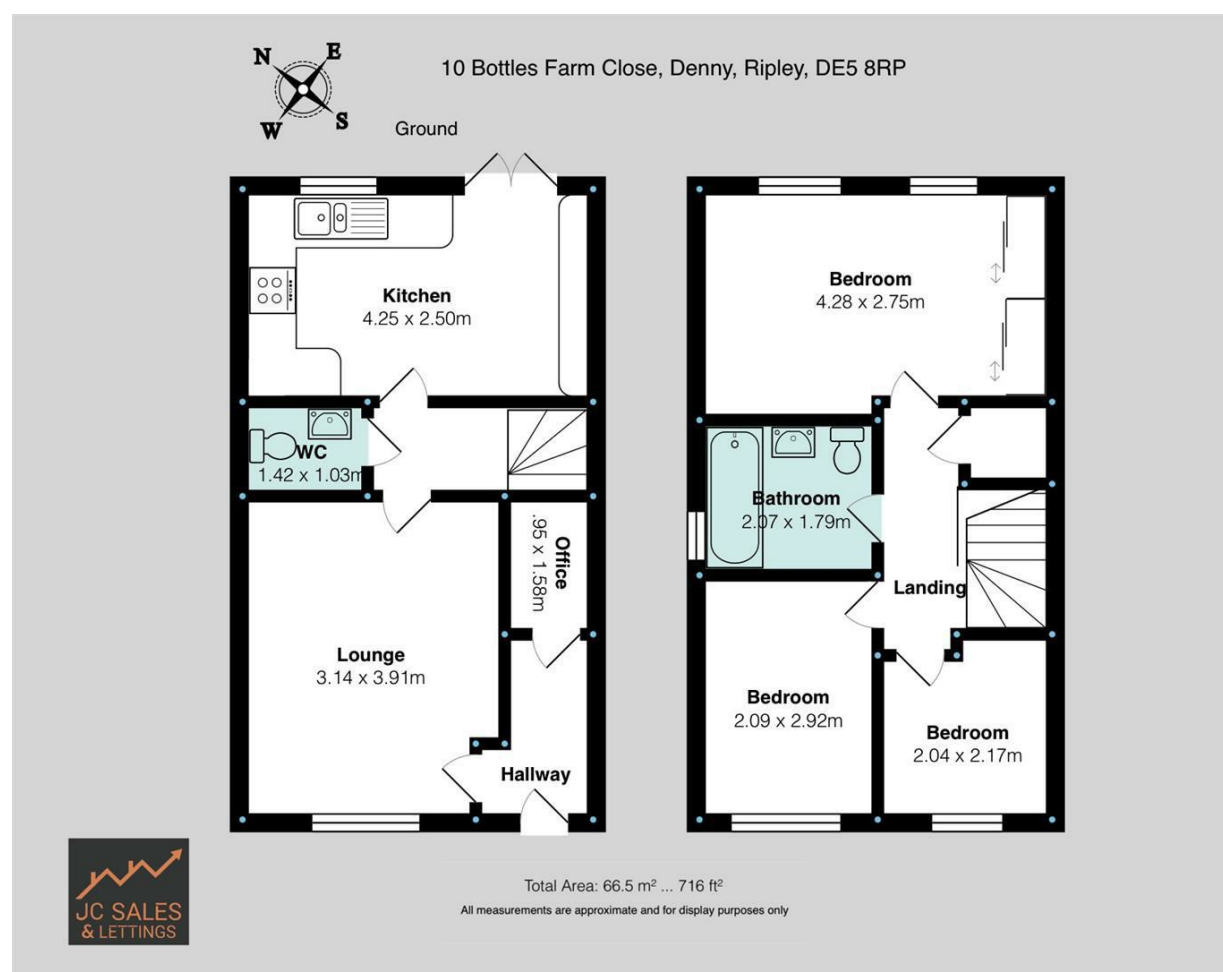 N E
W S
10 Bottles Farm Close, Denny, Ripley, DE5 8RP
Ground
Kitchen
4.25 x 2.50m
WC
1.42 x 1.03m
Office
.95 x 1.58m
Lounge
3.14 x 3.91m
Hallway
Bedroom
4.28 x 2.75m
Bathroom
2.07 x 1.79m
Landing
Bedroom
2.09 x 2.92m
Bedroom
2.04 x 2.17m
JC SALES
& LETTINGS
Total Area: 66.5 m² ... 716 ft²
All measurements are approximate and for display purposes only